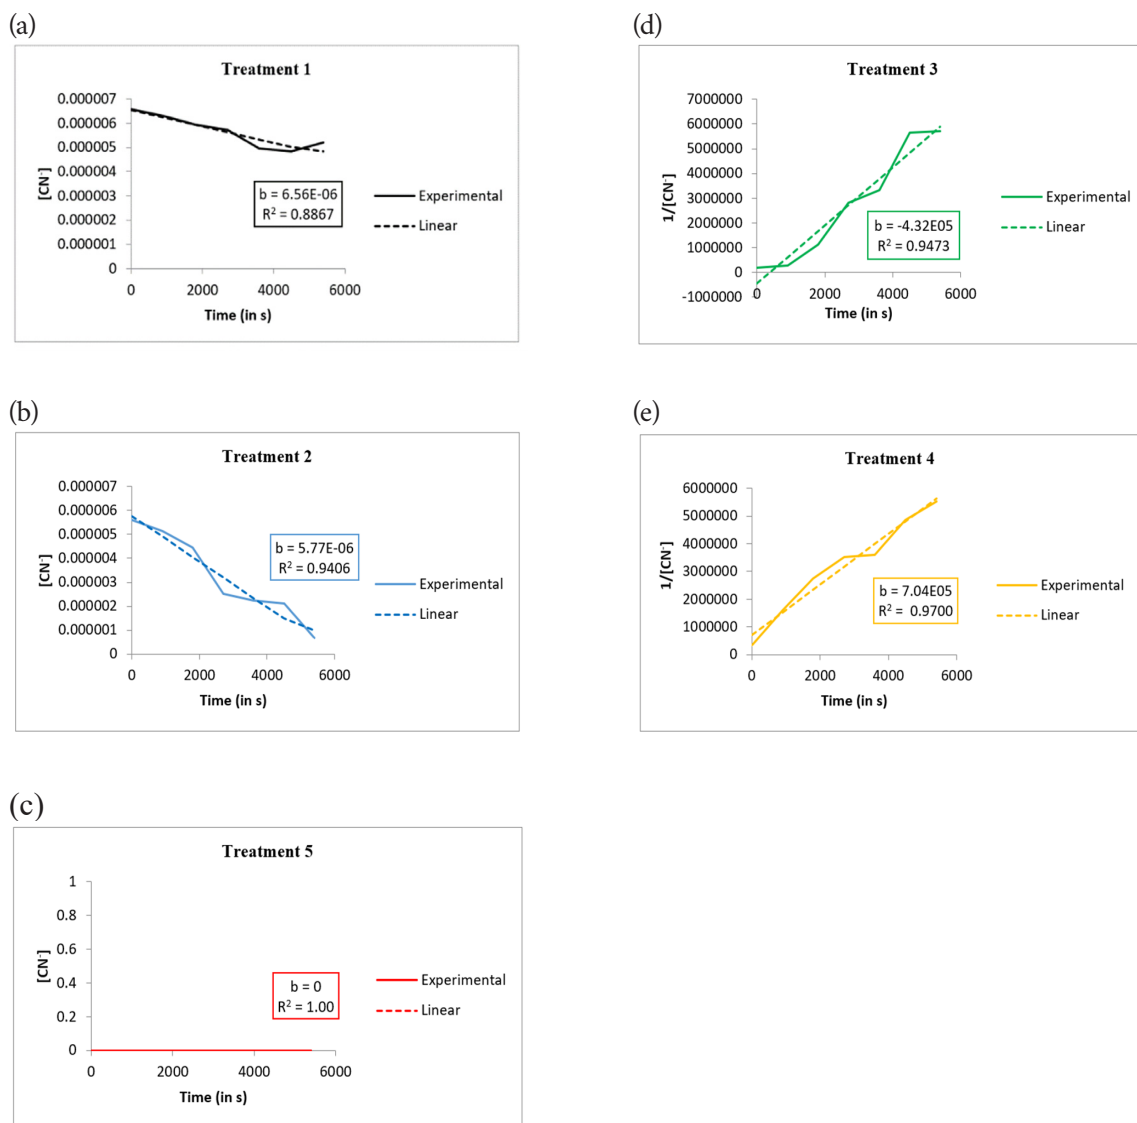 (a)
Treatment 1
0.000007
0.000006
0.000005
0.000004
0.000003
0.000002
0.000001
0
[CN-]
b = 6.56E-06
R² = 0.8867
Experimental
Linear
0 2000 4000 6000
Time (in s)
(b)
Treatment 2
0.000007
0.000006
0.000005
0.000004
0.000003
0.000002
0.000001
0
[CN-]
b = 5.77E-06
R² = 0.9406
Experimental
Linear
0 2000 4000 6000
Time (in s)
(c)
Treatment 5
1
0.8
0.6
0.4
0.2
0
[CN-]
b = 0
R² = 1.00
Experimental
Linear
0 2000 4000 6000
Time (in s)
(d)
Treatment 3
7000000
6000000
5000000
4000000
3000000
2000000
1000000
0
-1000000
1/[CN-]
b = -4.32E05
R² = 0.9473
Experimental
Linear
0 2000 4000 6000
Time (in s)
(e)
Treatment 4
6000000
5000000
4000000
3000000
2000000
1000000
0
1/[CN-]
b = 7.04E05
R² = 0.9700
Experimental
Linear
0 2000 4000 6000
Time (in s)